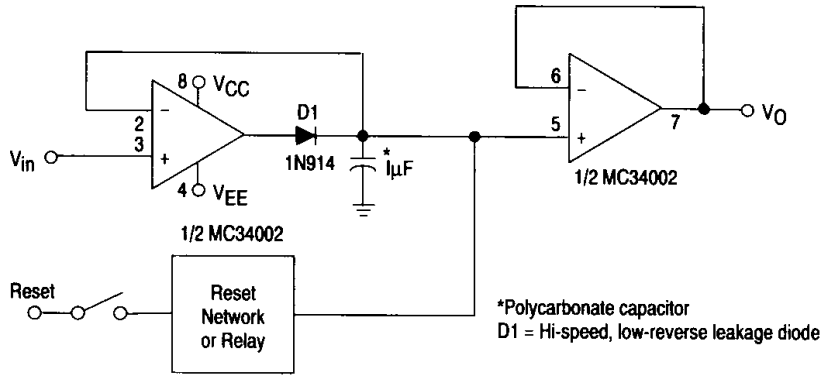 8
VCC
2
3
Vin
4
VEE
D1
1N914
*
1µF
1/2 MC34002
6
5
7
VO
1/2 MC34002
Reset
Reset
Network
or Relay
*Polycarbonate capacitor
D1 = Hi-speed, low-reverse leakage diode